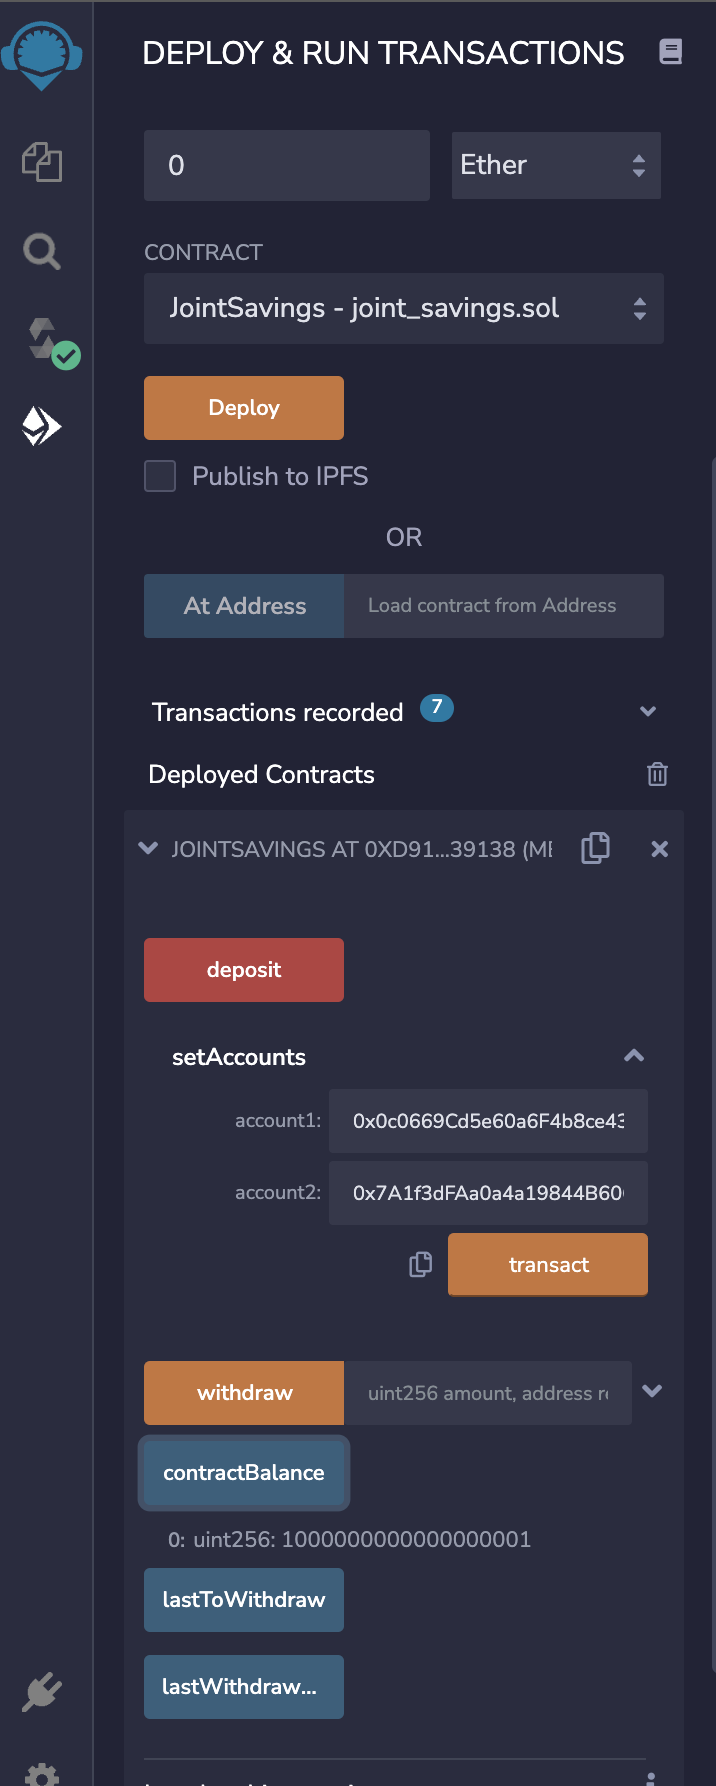 DEPLOY & RUN TRANSACTIONS
0
Ether
CONTRACT
JointSavings - joint_savings.sol
Deploy
Publish to IPFS
OR
At Address
Load contract from Address
Transactions recorded 7
Deployed Contracts
JOINTSAVINGS AT 0XD91...39138 (ME
deposit
setAccounts
account1: 0x0c0669Cd5e60a6F4b8ce43
account2: 0x7A1f3dFAa0a4a19844B60
transact
withdraw
uint256 amount, address re
contractBalance
0: uint256: 1000000000000000001
lastToWithdraw
lastWithdraw...